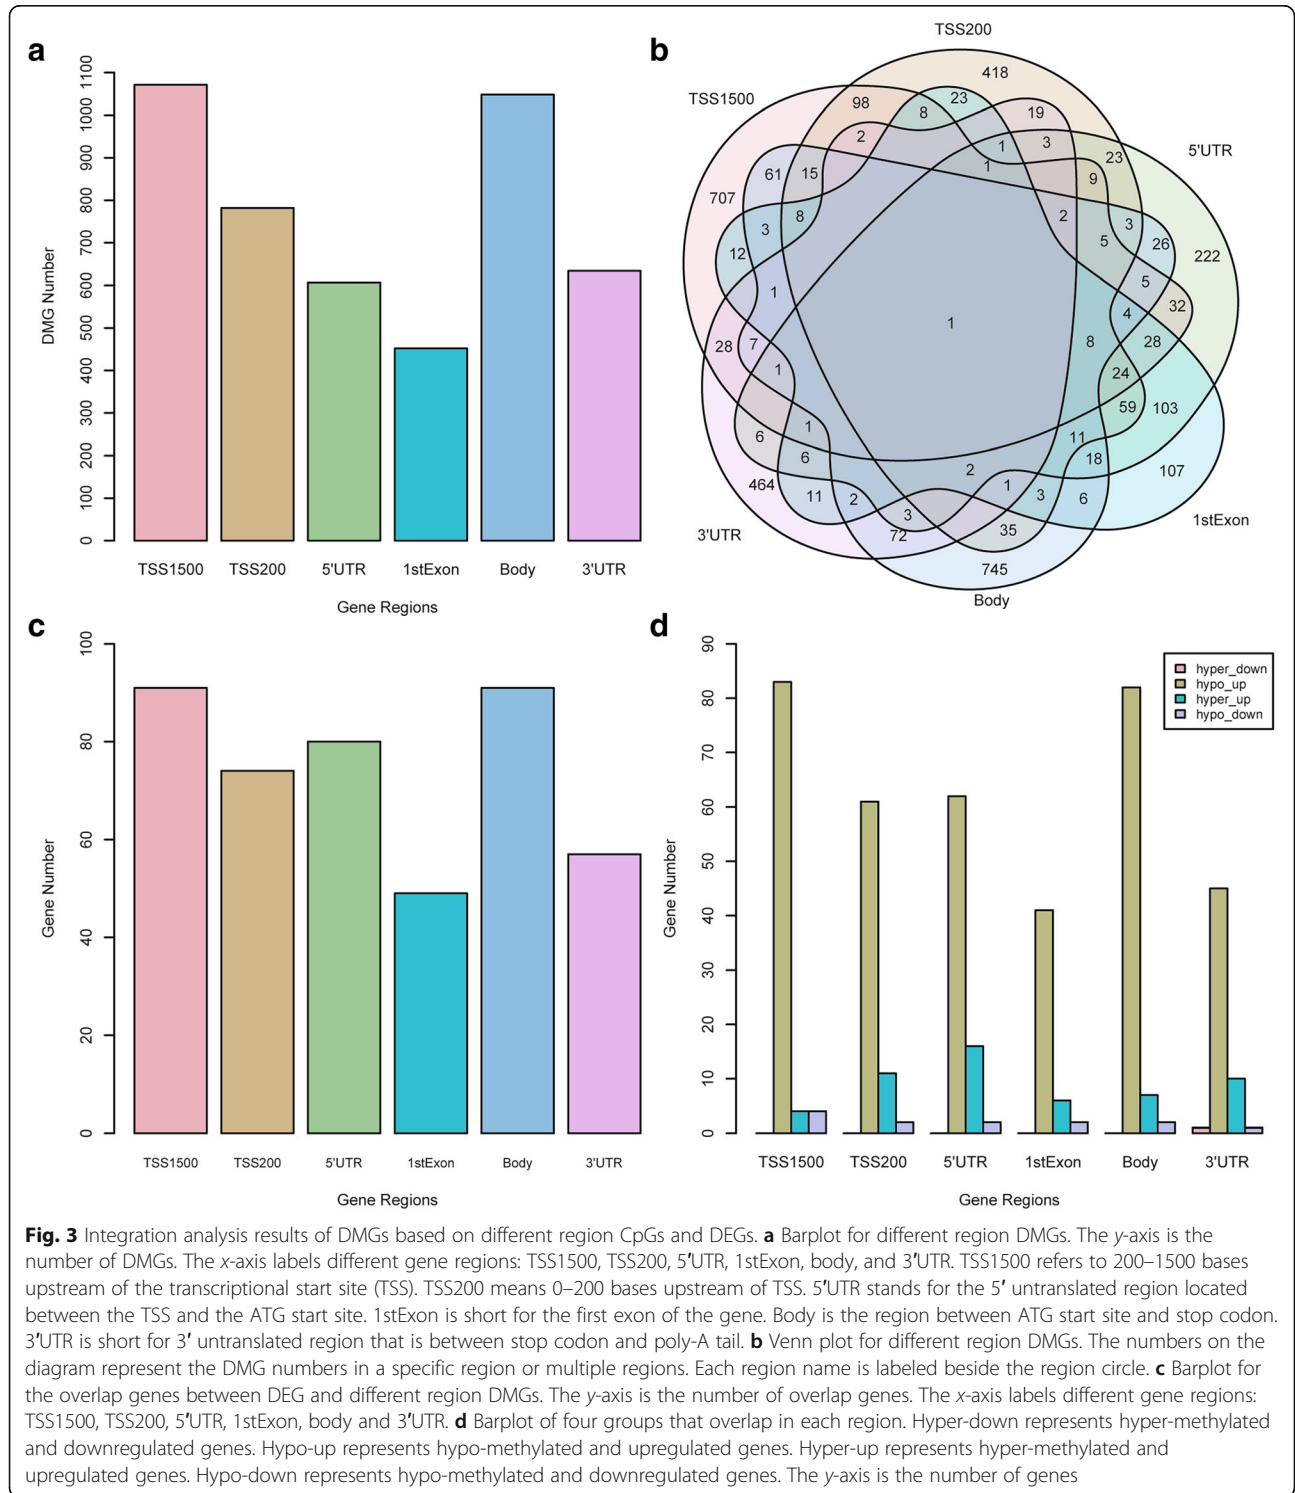 a
1100
1000
900
800
700
600
500
400
300
200
100
0
DMG Number
TSS1500 TSS200 5'UTR 1stExon Body 3'UTR
Gene Regions
b
TSS200
418
TSS1500
98 23 19
8
2 1 3 5'UTR
61 15 1 23
9
707 8 2 3
3 5 26 222
12
1 5
4 32
1
28 7 8 28
1 24
59 103
6 1 11
6 18
464 2 107
11 2 1 3 6
3 1stExon
3'UTR 72 35
745
Body
c
100
80
60
40
20
0
Gene Number
TSS1500 TSS200 5'UTR 1stExon Body 3'UTR
Gene Regions
d
90
80
70
60
50
40
30
20
10
0
Gene Number
hyper_down
hypo_up
hyper_up
hypo_down
TSS1500 TSS200 5'UTR 1stExon Body 3'UTR
Gene Regions
Fig. 3 Integration analysis results of DMGs based on different region CpGs and DEGs. a Barplot for different region DMGs. The y-axis is the
number of DMGs. The x-axis labels different gene regions: TSS1500, TSS200, 5′UTR, 1stExon, body, and 3′UTR. TSS1500 refers to 200–1500 bases
upstream of the transcriptional start site (TSS). TSS200 means 0–200 bases upstream of TSS. 5′UTR stands for the 5′ untranslated region located
between the TSS and the ATG start site. 1stExon is short for the first exon of the gene. Body is the region between ATG start site and stop codon.
3′UTR is short for 3′ untranslated region that is between stop codon and poly-A tail. b Venn plot for different region DMGs. The numbers on the
diagram represent the DMG numbers in a specific region or multiple regions. Each region name is labeled beside the region circle. c Barplot for
the overlap genes between DEG and different region DMGs. The y-axis is the number of overlap genes. The x-axis labels different gene regions:
TSS1500, TSS200, 5′UTR, 1stExon, body and 3′UTR. d Barplot of four groups that overlap in each region. Hyper-down represents hyper-methylated
and downregulated genes. Hypo-up represents hypo-methylated and upregulated genes. Hyper-up represents hyper-methylated and
upregulated genes. Hypo-down represents hypo-methylated and downregulated genes. The y-axis is the number of genes